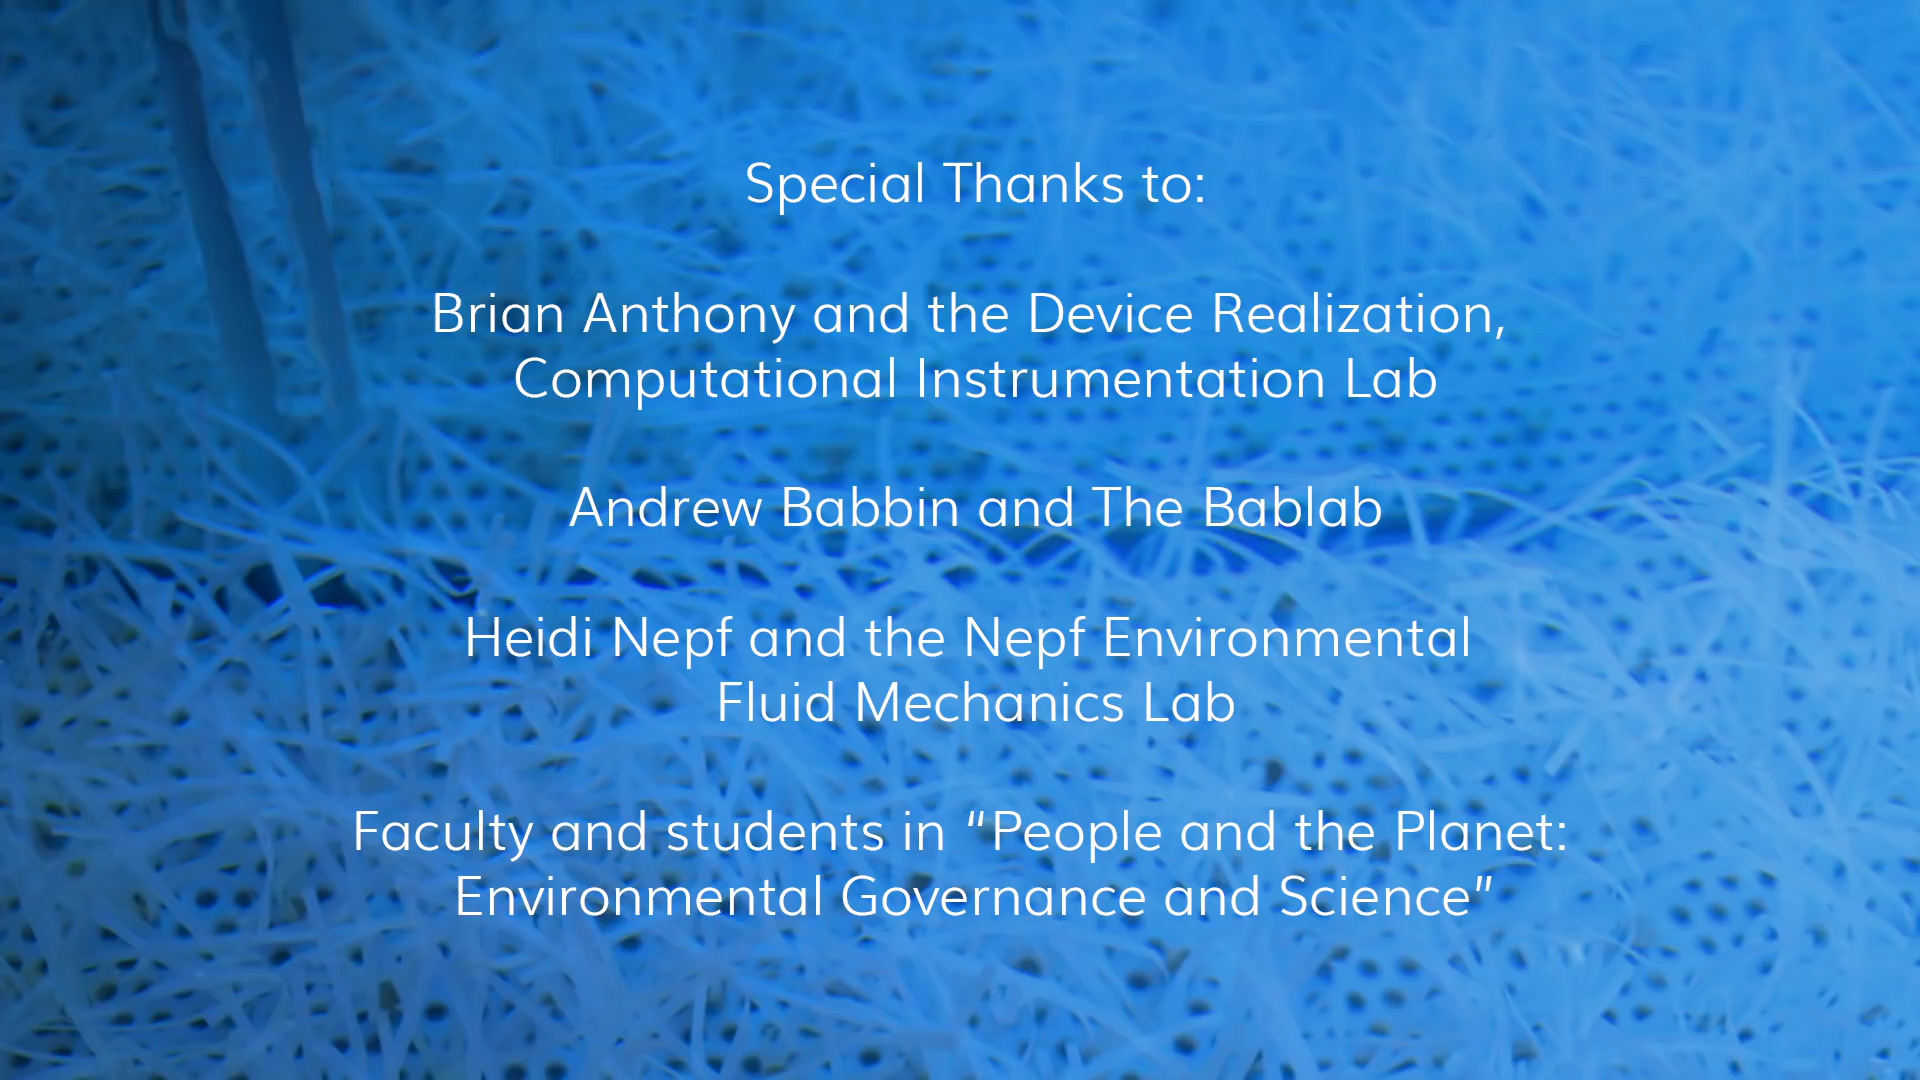 Special Thanks to:
Brian Anthony and the Device Realization,
Computational Instrumentation Lab
Andrew Babbin and The Bablab
Heidi Nepf and the Nepf Environmental
Fluid Mechanics Lab
Faculty and students in “People and the Planet:
Environmental Governance and Science”